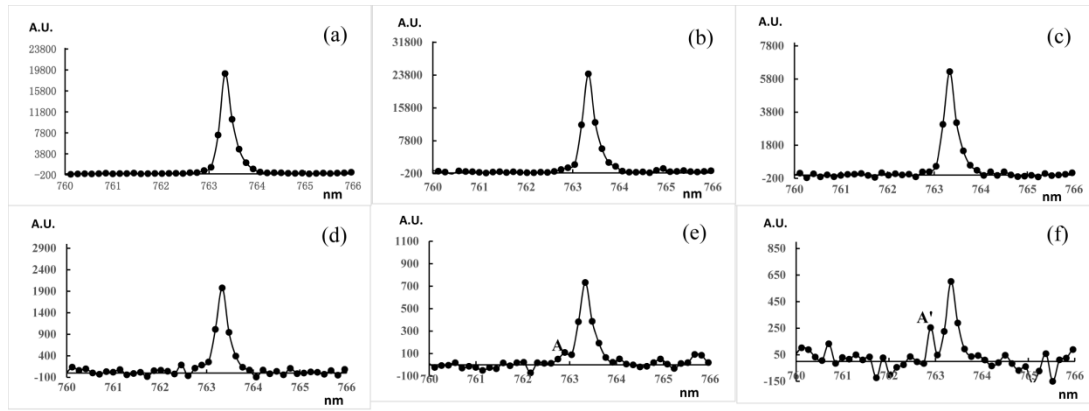 A.U.
(a)
23800
19800
15800
11800
7800
3800
-200
760 761 762 763 764 765 766
nm
A.U.
(b)
31800
23800
15800
7800
-200
760 761 762 763 764 765 766
nm
A.U.
(c)
7800
5800
3800
1800
-200
760 761 762 763 764 765 766
nm
A.U.
(d)
2900
2400
1900
1400
900
400
-100
760 761 762 763 764 765 766
nm
A.U.
(e)
1100
900
700
500
300
100
-100
A
760 761 762 763 764 765 766
nm
A.U.
(f)
850
650
450
250
50
-150
A'
760 761 762 763 764 765 766
nm